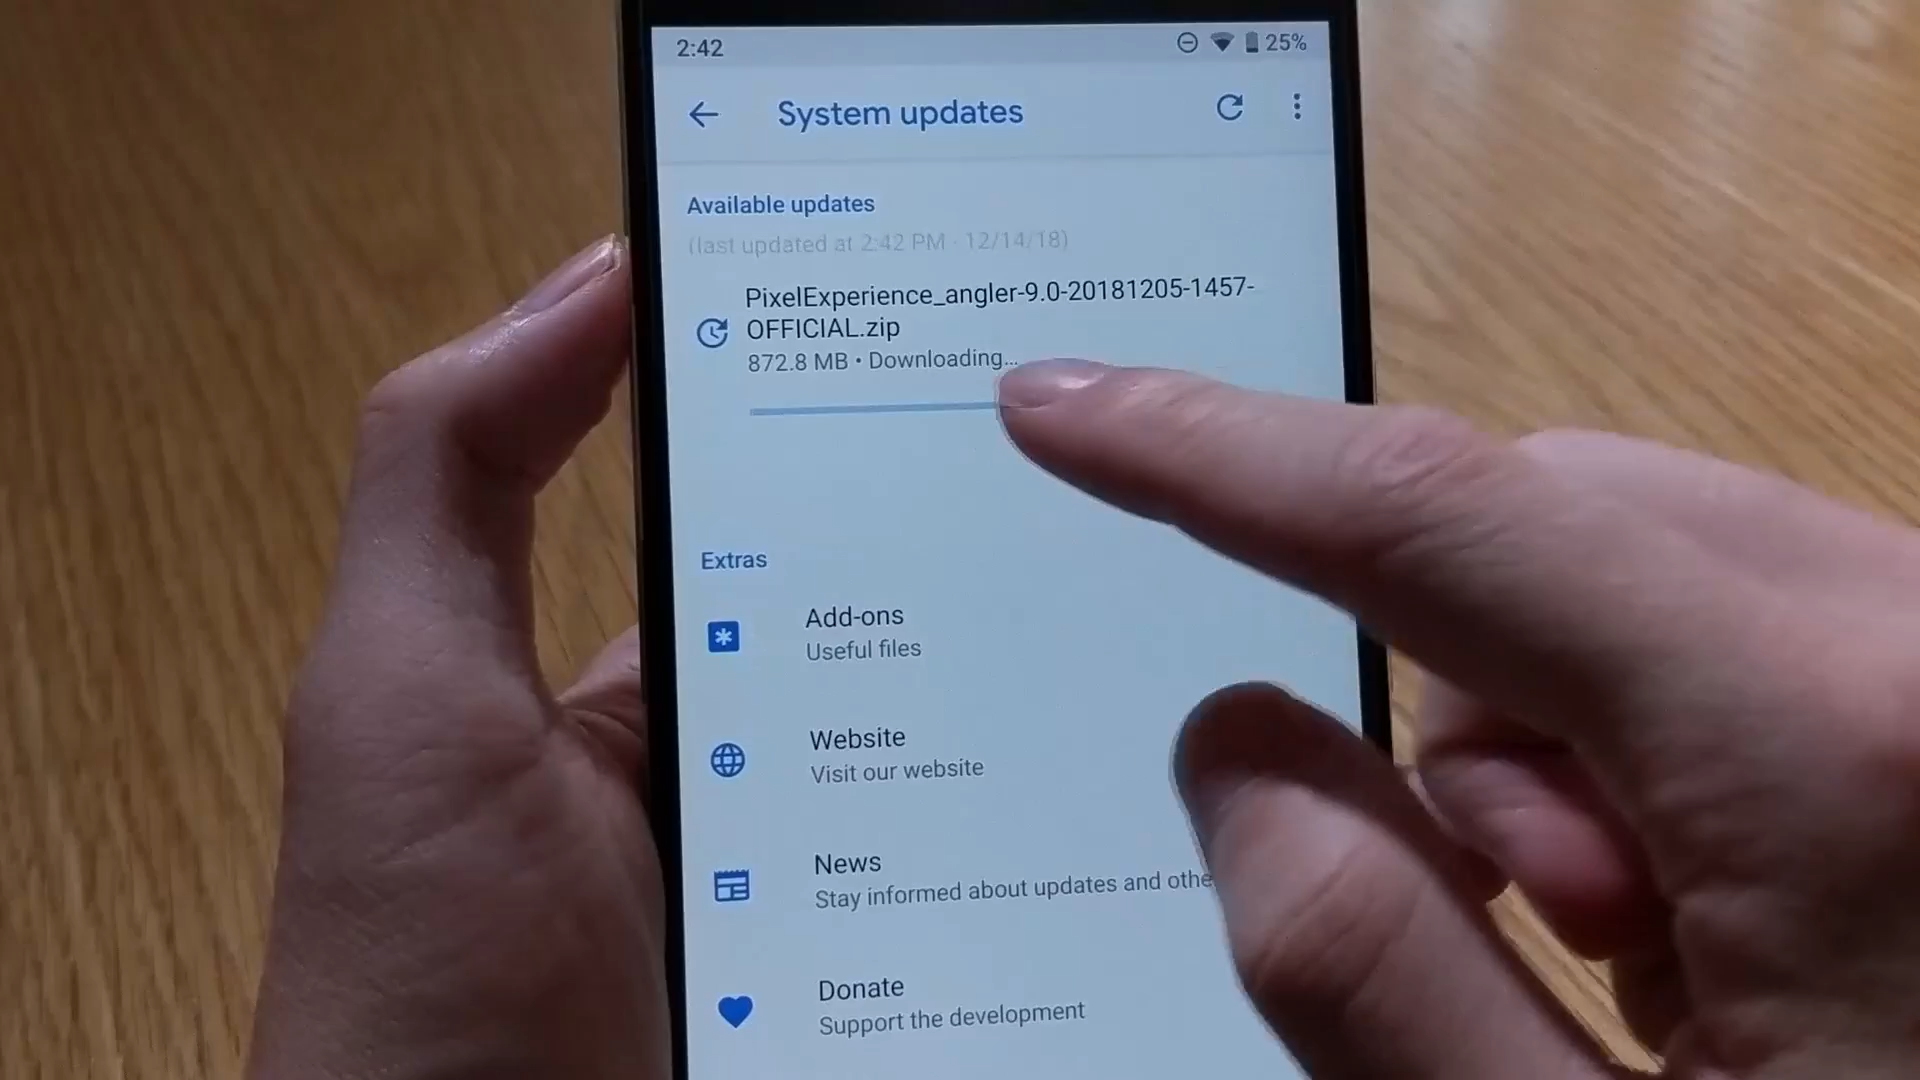 2:42
25%
System updates
Available updates
(last updated at 2:42 PM · 12/14/18)
PixelExperience_angler-9.0-20181205-1457-
OFFICIAL.zip
872.8 MB • Downloading...
Extras
Add-ons
Useful files
Website
Visit our website
News
Stay informed about updates and othe
Donate
Support the development